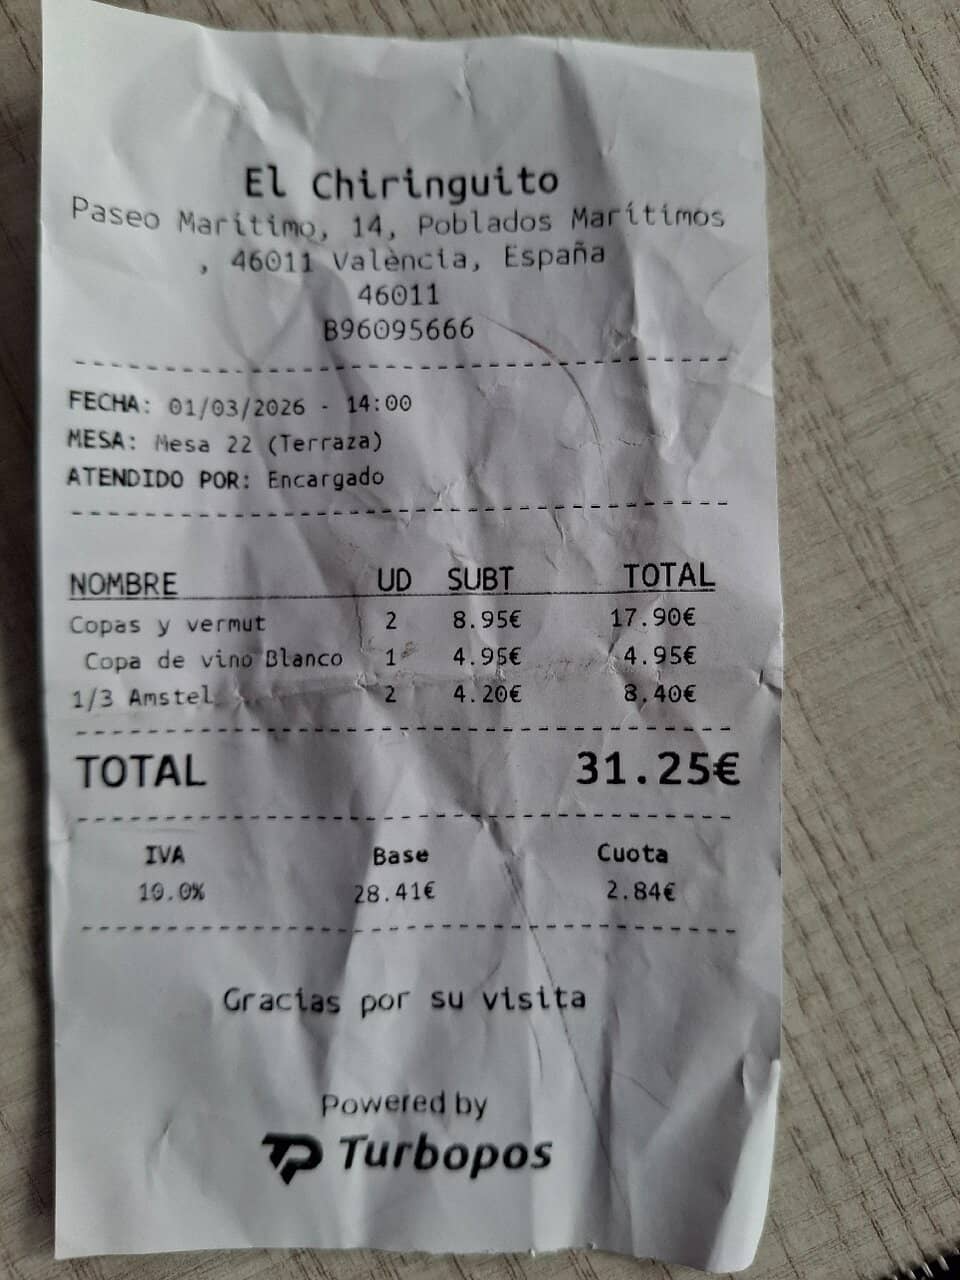 El Chiringuito
Paseo Marítimo, 14, Poblados Marítimos
, 46011 València, España
46011
B96095666
FECHA: 01/03/2026 - 14:00
MESA: Mesa 22 (Terraza)
ATENDIDO POR: Encargado
NOMBRE UD SUBT TOTAL
Copas y vermut 2 8.95€ 17.90€
Copa de vino Blanco 1 4.95€ 4.95€
1/3 Amstel 2 4.20€ 8.40€
TOTAL 31.25€
IVA Base Cuota
10.0% 28.41€ 2.84€
Gracias por su visita
Powered by
TP Turbopos